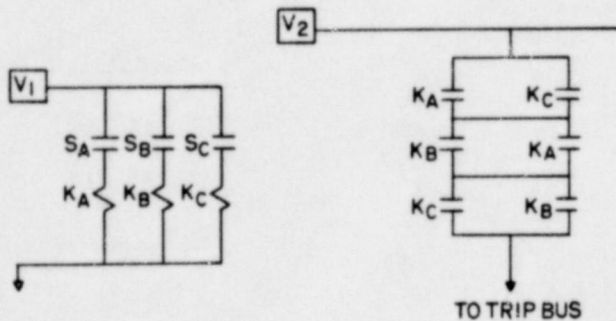 V2
V1
KA KC
SA SB SC
KB KA
KA KB KC
KC KB
TO TRIP BUS